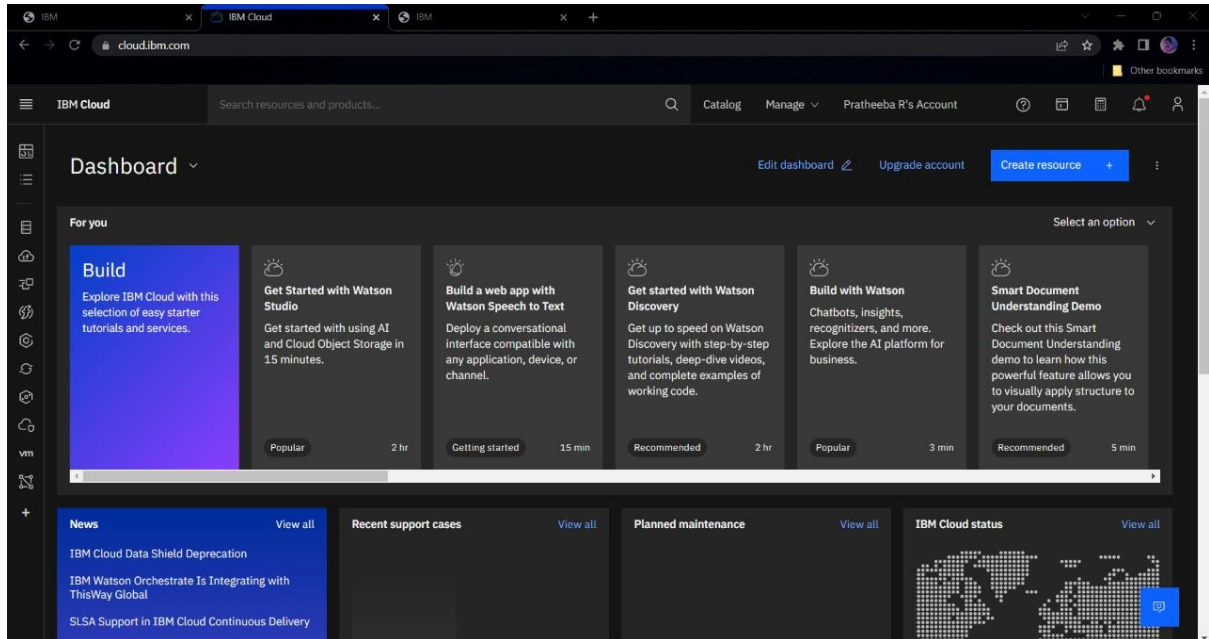 IBM
IBM Cloud
IBM
cloud.ibm.com
Other bookmarks
IBM Cloud
Search resources and products...
Catalog
Manage
Pratheeba R's Account
Dashboard
Edit dashboard
Upgrade account
Create resource +
For you
Select an option
Build
Explore IBM Cloud with this
selection of easy starter
tutorials and services.
Get Started with Watson
Studio
Get started with using AI
and Cloud Object Storage in
15 minutes.
Popular
2 hr
Build a web app with
Watson Speech to Text
Deploy a conversational
interface compatible with
any application, device, or
channel.
Getting started
15 min
Get started with Watson
Discovery
Get up to speed on Watson
Discovery with step-by-step
tutorials, deep-dive videos,
and complete examples of
working code.
Recommended
2 hr
Build with Watson
Chatbots, insights,
recognitizers, and more.
Explore the AI platform for
business.
Popular
3 min
Smart Document
Understanding Demo
Check out this Smart
Document Understanding
demo to learn how this
powerful feature allows you
to visually apply structure to
your documents.
Recommended
5 min
vm
News
View all
IBM Cloud Data Shield Deprecation
IBM Watson Orchestrate Is Integrating with
ThisWay Global
SLSA Support in IBM Cloud Continuous Delivery
Recent support cases
View all
Planned maintenance
View all
IBM Cloud status
View all